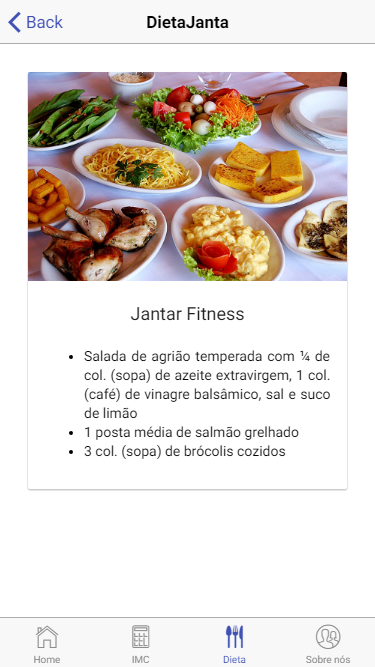 Back
DietaJanta
Jantar Fitness
Salada de agrião temperada com ¼ de
col. (sopa) de azeite extravirgem, 1 col.
(café) de vinagre balsâmico, sal e suco
de limão
1 posta média de salmão grelhado
3 col. (sopa) de brócolis cozidos
Home
IMC
Dieta
Sobre nós